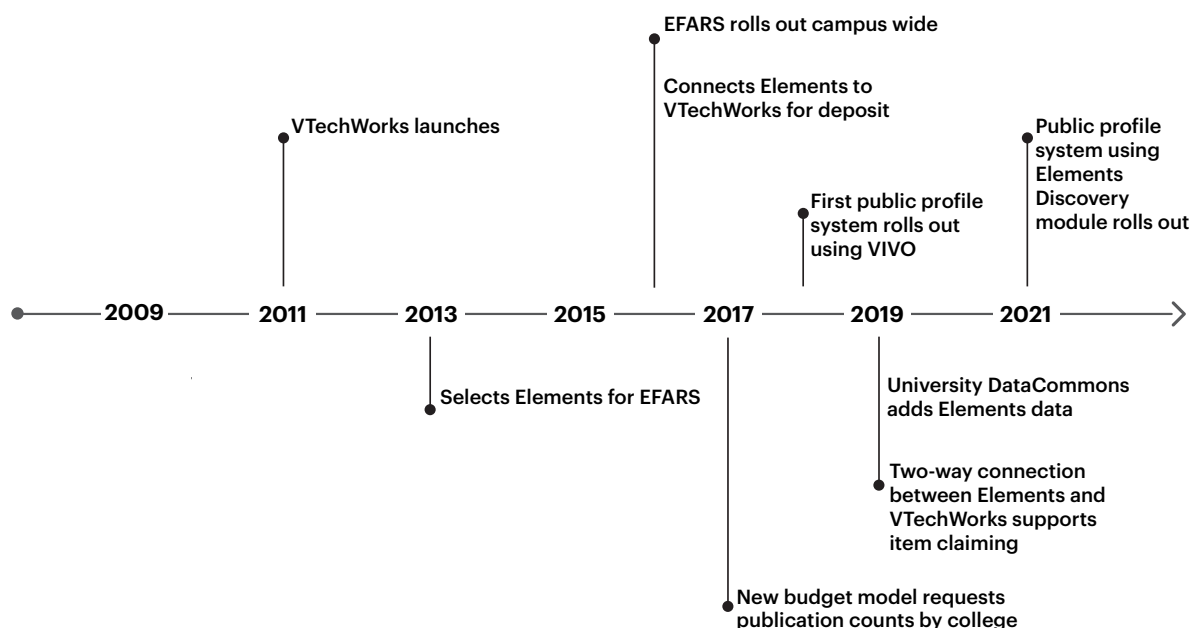 EFARS rolls out campus wide
Connects Elements to
VTechWorks for deposit
VTechWorks launches
Public profile
system using
Elements
Discovery
module rolls out
First public profile
system rolls out
using VIVO
2009 2011 2013 2015 2017 2019 2021
Selects Elements for EFARS
University DataCommons
adds Elements data
Two-way connection
between Elements and
VTechWorks supports
item claiming
New budget model requests
publication counts by college